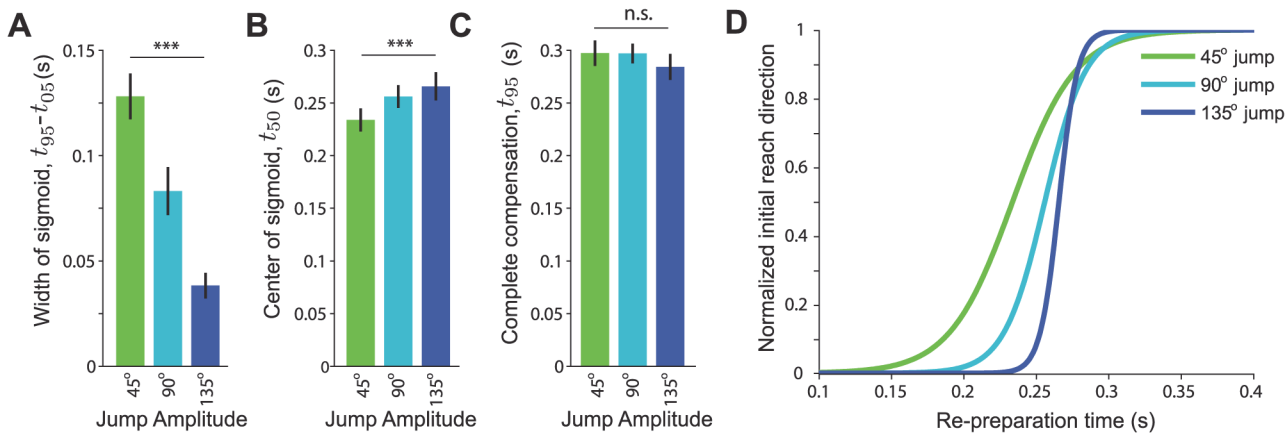 A
Width of sigmoid, t95-t05 (s)
0.15
0.1
0.05
0
***
45°
90°
135°
Jump Amplitude
B
Center of sigmoid, t50 (s)
0.3
0.25
0.2
0.15
0.1
0.05
0
***
45°
90°
135°
Jump Amplitude
C
Complete compensation, t95 (s)
0.3
0.25
0.2
0.15
0.1
0.05
0
n.s.
45°
90°
135°
Jump Amplitude
D
Normalized initial reach direction
1
0.8
0.6
0.4
0.2
0
45° jump
90° jump
135° jump
0.1
0.15
0.2
0.25
0.3
0.35
0.4
Re-preparation time (s)